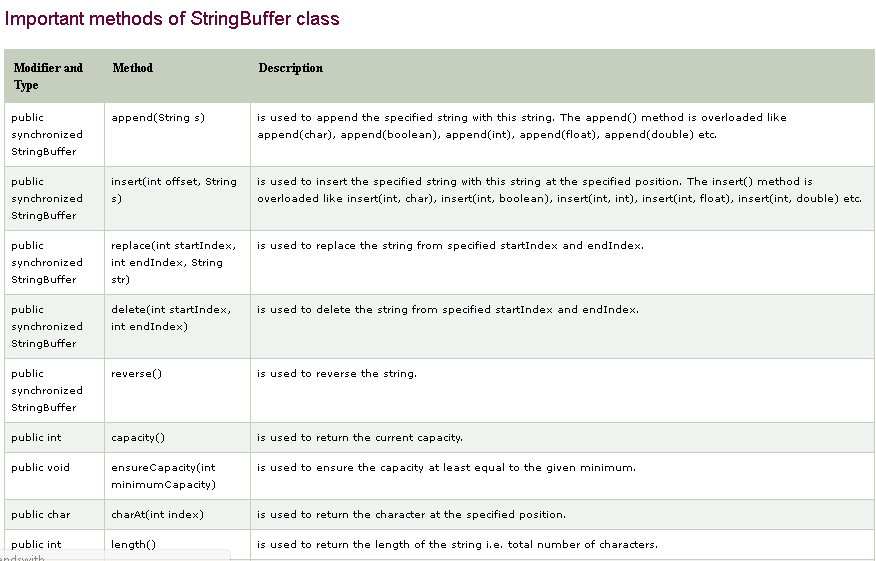 Important methods of StringBuffer class
Modifier and Type Method Description
public synchronized StringBuffer append(String s) is used to append the specified string with this string. The append() method is overloaded like append(char), append(boolean), append(int), append(float), append(double) etc.
public synchronized StringBuffer insert(int offset, String s) is used to insert the specified string with this string at the specified position. The insert() method is overloaded like insert(int, char), insert(int, boolean), insert(int, int), insert(int, float), insert(int, double) etc.
public synchronized StringBuffer replace(int startIndex, int endIndex, String str) is used to replace the string from specified startIndex and endIndex.
public synchronized StringBuffer delete(int startIndex, int endIndex) is used to delete the string from specified startIndex and endIndex.
public synchronized StringBuffer reverse() is used to reverse the string.
public int capacity() is used to return the current capacity.
public void ensureCapacity(int minimumCapacity) is used to ensure the capacity at least equal to the given minimum.
public char charAt(int index) is used to return the character at the specified position.
public int length() is used to return the length of the string i.e. total number of characters.